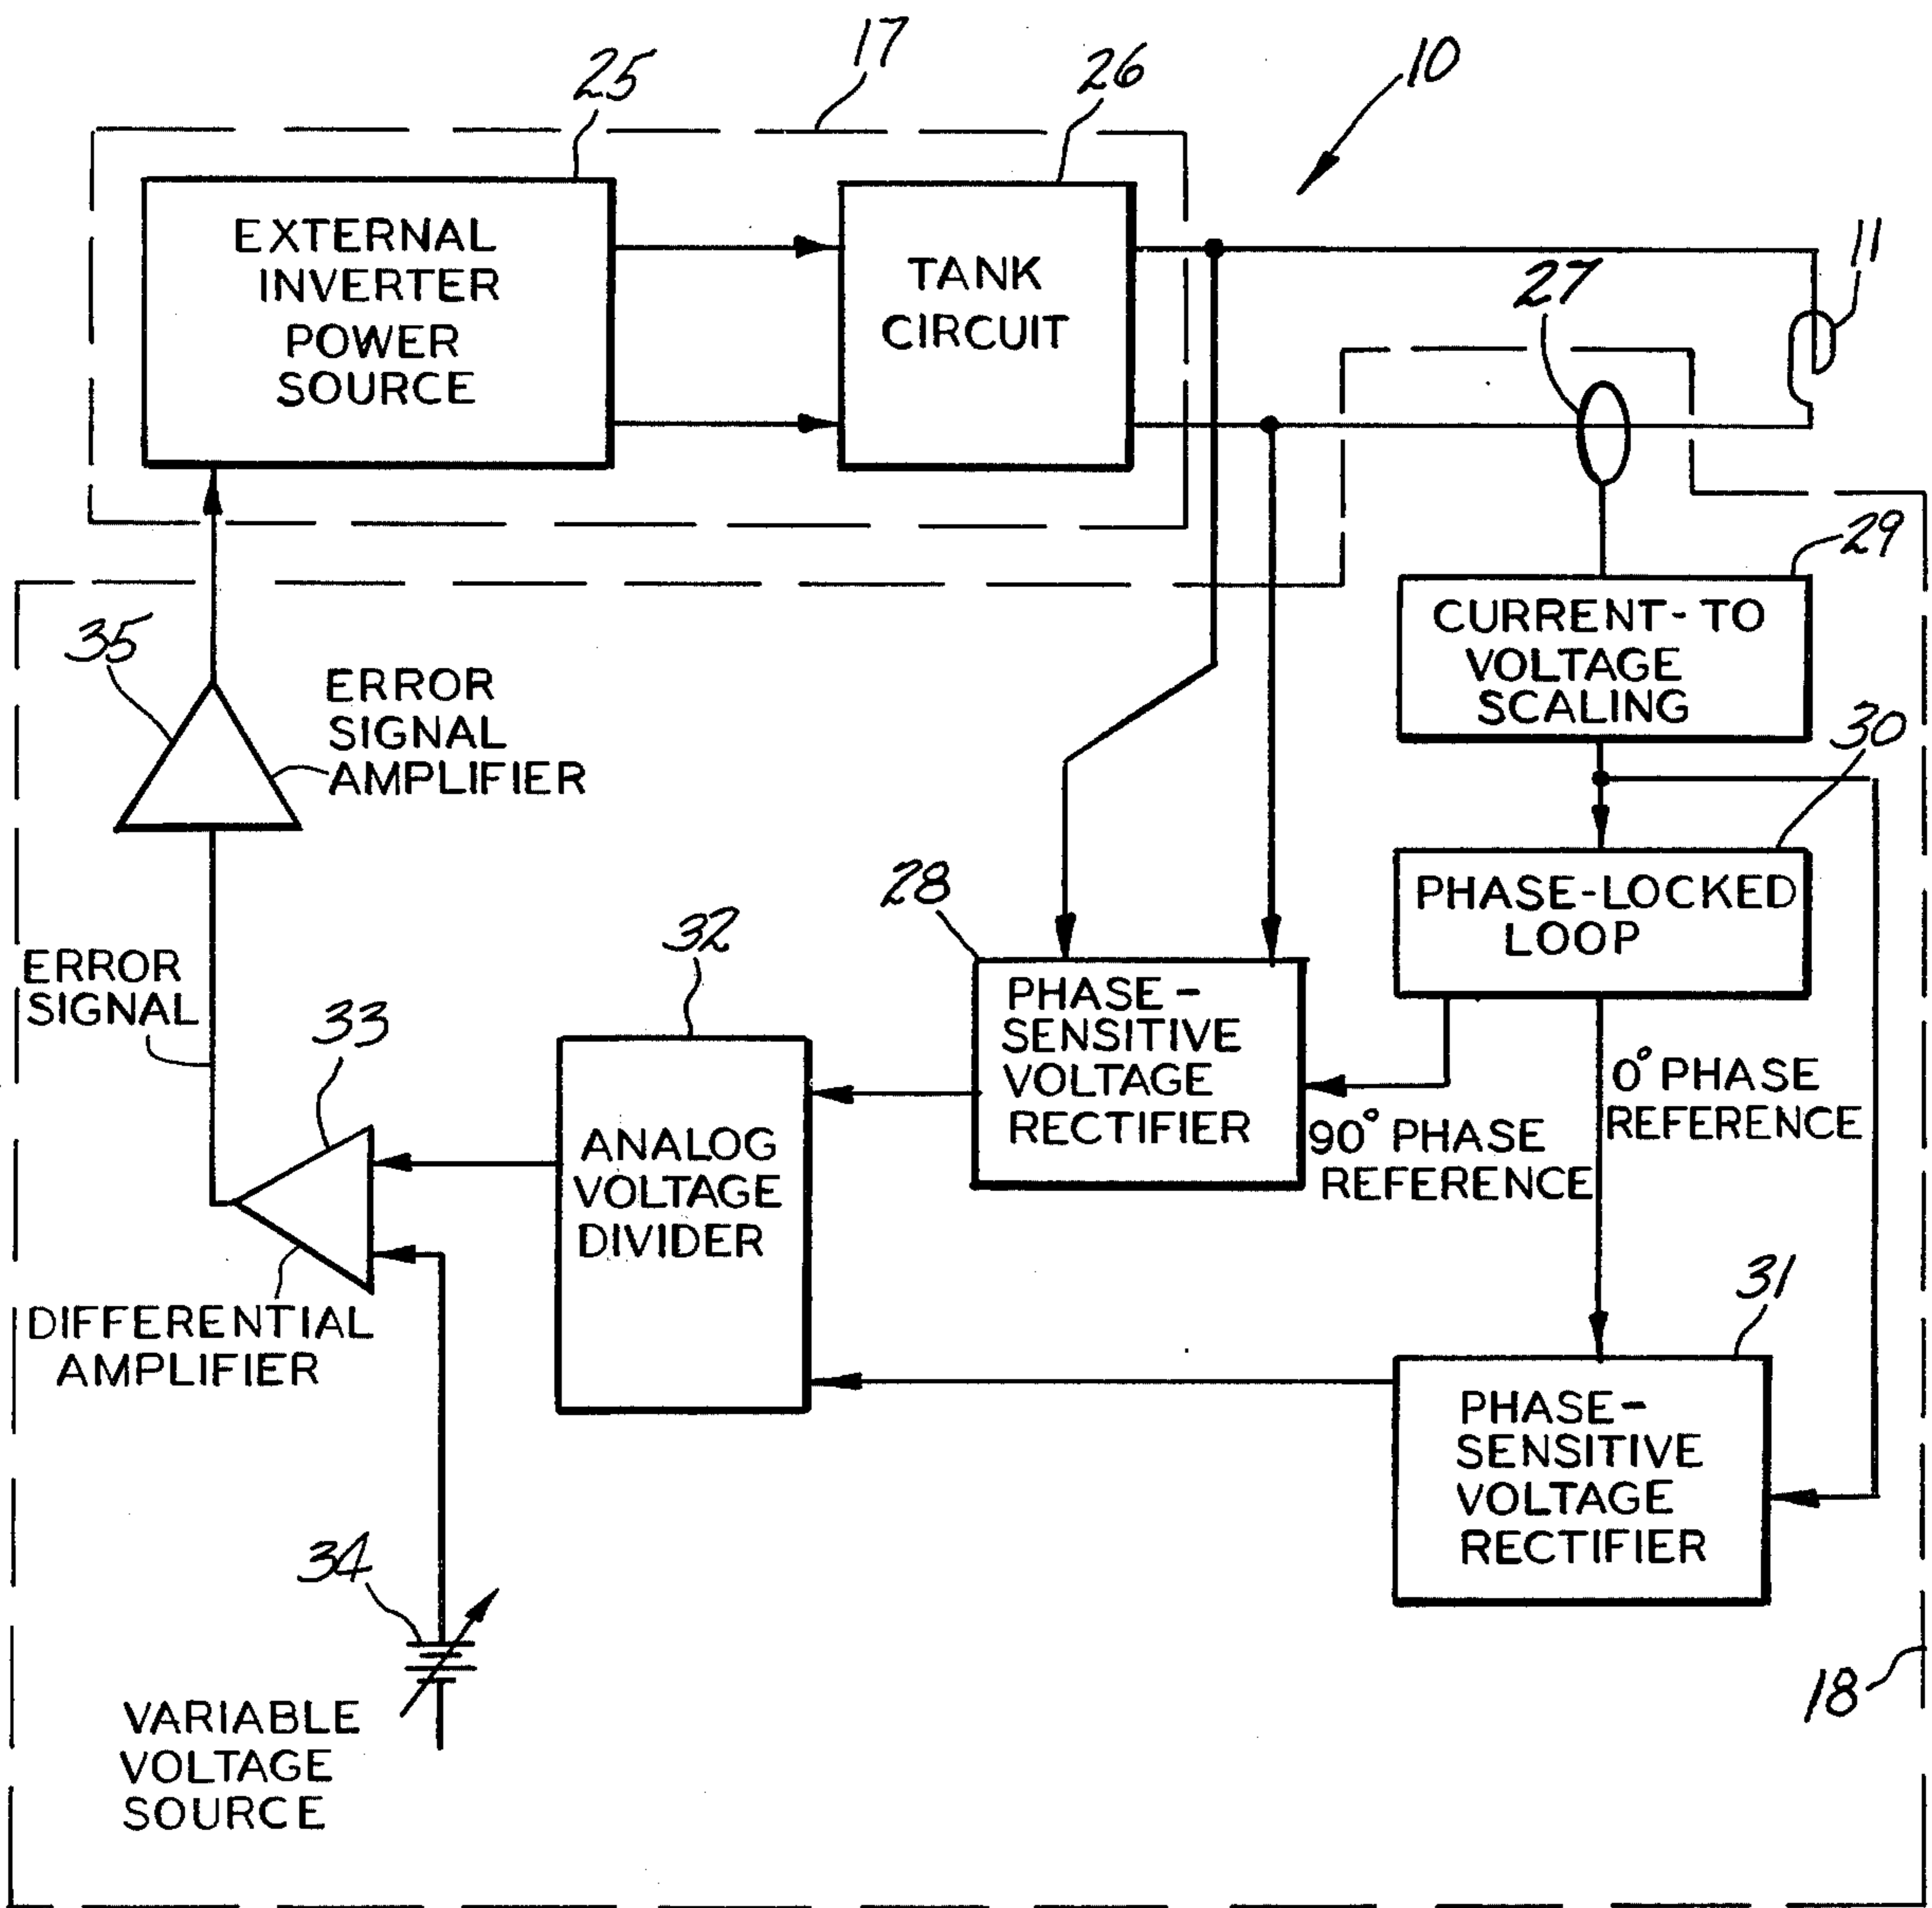 17
25
26
10
EXTERNAL
INVERTER
POWER
SOURCE
TANK
CIRCUIT
11
27
29
CURRENT-TO
VOLTAGE
SCALING
35
ERROR
SIGNAL
AMPLIFIER
30
PHASE-LOCKED
LOOP
28
32
ERROR
SIGNAL
33
PHASE-
SENSITIVE
VOLTAGE
RECTIFIER
0° PHASE
REFERENCE
90° PHASE
REFERENCE
ANALOG
VOLTAGE
DIVIDER
31
DIFFERENTIAL
AMPLIFIER
PHASE-
SENSITIVE
VOLTAGE
RECTIFIER
34
18
VARIABLE
VOLTAGE
SOURCE